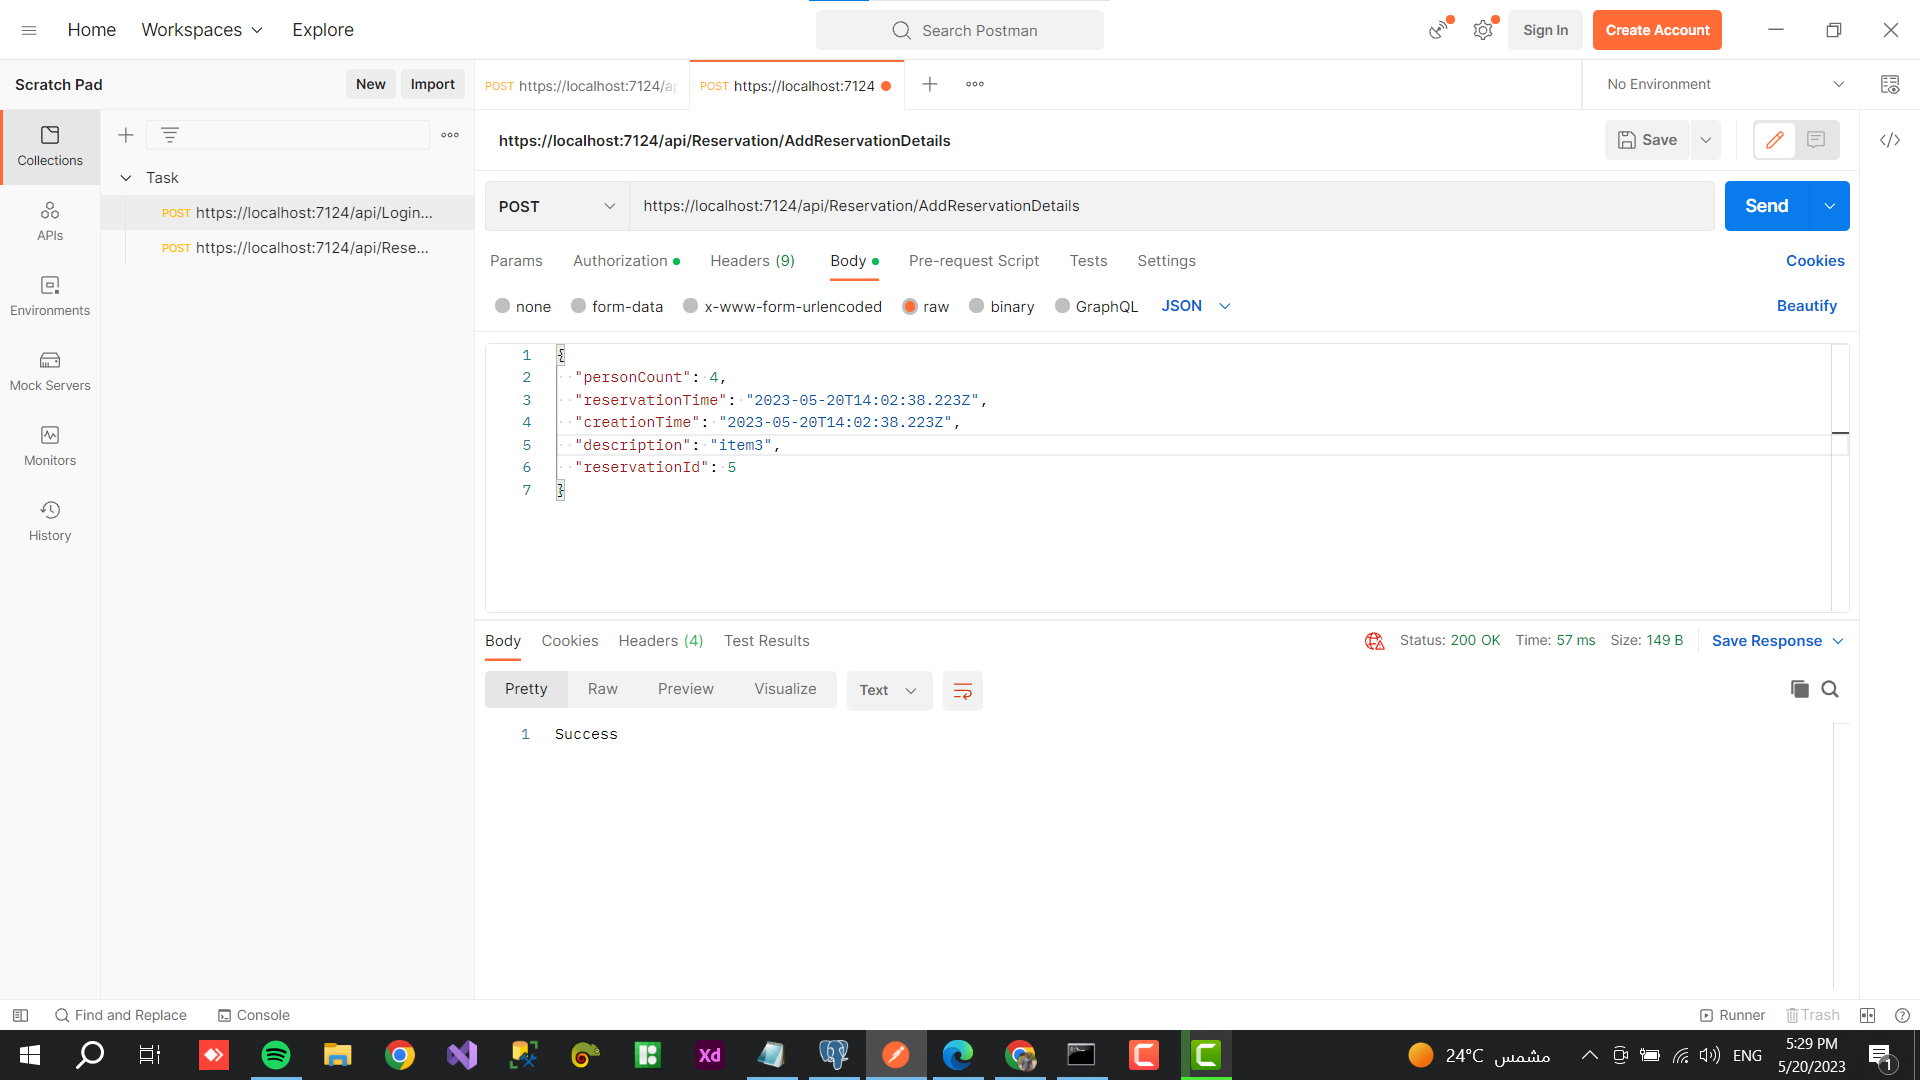 Home Workspaces Explore Search Postman Sign In Create Account
Scratch Pad New Import POST https://localhost:7124/ap POST https://localhost:7124 No Environment
https://localhost:7124/api/Reservation/AddReservationDetails Save
Collections
Task
POST https://localhost:7124/api/Login...
POST https://localhost:7124/api/Rese...
APIs
Environments
Mock Servers
Monitors
History
POST https://localhost:7124/api/Reservation/AddReservationDetails Send
Params Authorization Headers (9) Body Pre-request Script Tests Settings Cookies
none form-data x-www-form-urlencoded raw binary GraphQL JSON Beautify
1 {
2 "personCount": 4,
3 "reservationTime": "2023-05-20T14:02:38.223Z",
4 "creationTime": "2023-05-20T14:02:38.223Z",
5 "description": "item3",
6 "reservationId": 5
7 }
Body Cookies Headers (4) Test Results Status: 200 OK Time: 57 ms Size: 149 B Save Response
Pretty Raw Preview Visualize Text
1 Success
Find and Replace Console Runner Trash
Xd 24°C مشمس ENG 5:29 PM
5/20/2023 1